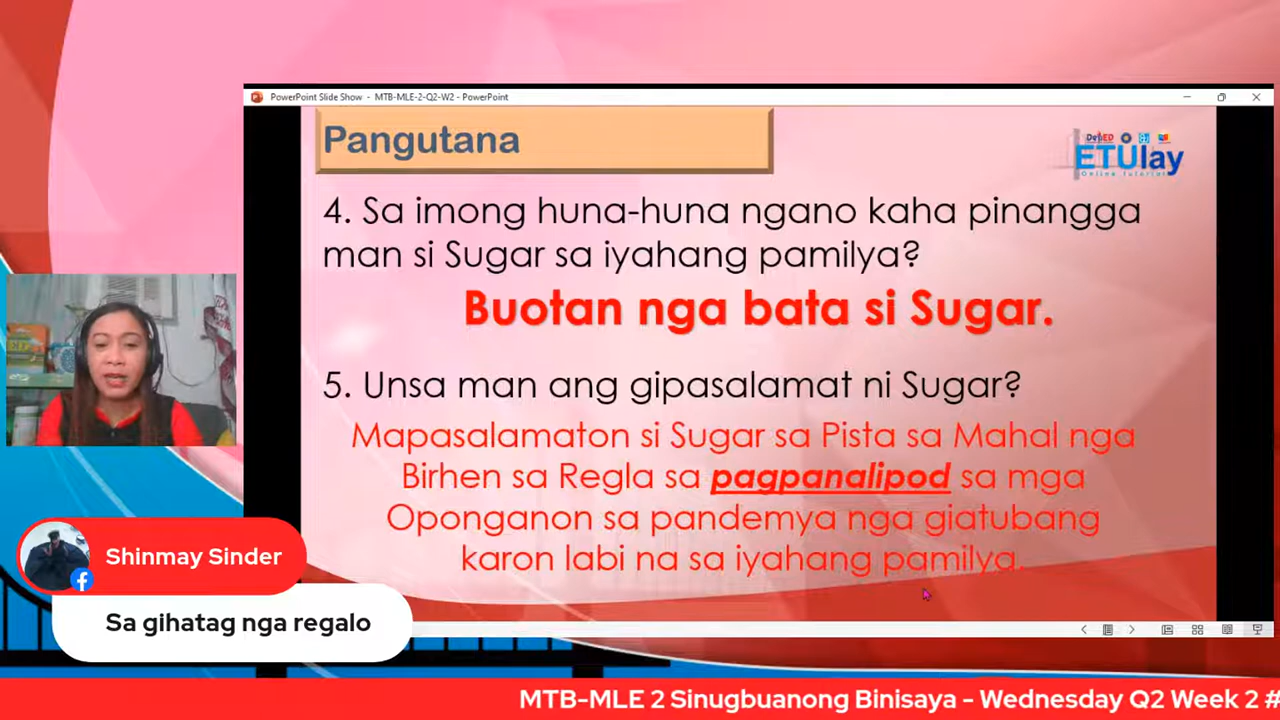 PowerPoint Slide Show - MTB-MLE-2-Q2-W2 - PowerPoint
Pangutana
DepED
ETUlay
Online Tutorial
4. Sa imong huna-huna ngano kaha pinangga
man si Sugar sa iyahang pamilya?
Buotan nga bata si Sugar.
5. Unsa man ang gipasalamat ni Sugar?
Mapasalamaton si Sugar sa Pista sa Mahal nga
Birhen sa Regla sa pagpanalipod sa mga
Oponganon sa pandemya nga giatubang
karon labi na sa iyahang pamilya.
Shinmay Sinder
Sa gihatag nga regalo
MTB-MLE 2 Sinugbuanong Binisaya - Wednesday Q2 Week 2 #